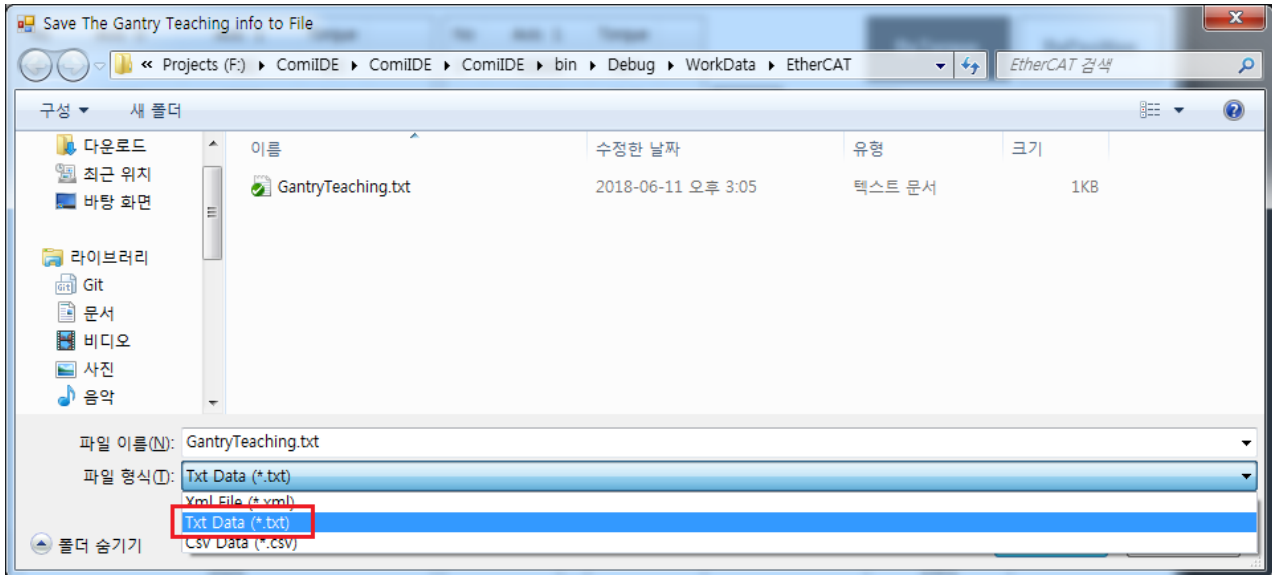 Save The Gantry Teaching info to File
« Projects (F:) ▸ ComiIDE ▸ ComiIDE ▸ ComiIDE ▸ bin ▸ Debug ▸ WorkData ▸ EtherCAT
EtherCAT 검색
구성 새 폴더
이름 수정한 날짜 유형 크기
다운로드
최근 위치
바탕 화면
라이브러리
Git
문서
비디오
사진
음악
GantryTeaching.txt 2018-06-11 오후 3:05 텍스트 문서 1KB
파일 이름(N): GantryTeaching.txt
파일 형식(T): Txt Data (*.txt)
Xml File (*.xml)
Txt Data (*.txt)
Csv Data (*.csv)
폴더 숨기기